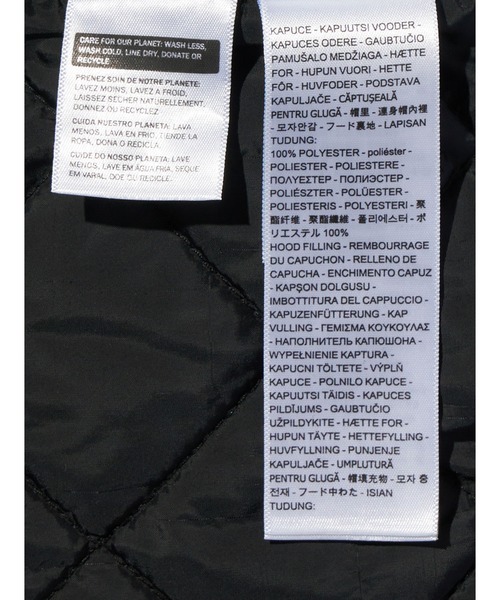 CARE FOR OUR PLANET: WASH LESS,
WASH COLD, LINE DRY, DONATE OR
RECYCLE
PRENEZ SOIN DE NOTRE PLANETE:
LAVEZ MOINS, LAVEZ A FROID,
LAISSEZ SECHER NATURELLEMENT,
DONNEZ OU RECYCLEZ
CUIDA NUESTRO PLANETA: LAVA
MENOS, LAVA EN FRIO, TIENDE LA
ROPA, DONA O RECICLA.
CUIDE DO NOSSO PLANETA: LAVE
MENOS, LAVE EM ÁGUA FRIA, SEQUE
EM VARAL, DOE OU RECICLE.
KAPUCE - KAPUUTSI VOODER -
KAPUCES ODERE - GAUBTUČIO
PAMUŠALO MEDŽIAGA - HÆTTE
FOR - HUPUN VUORI - HETTE
FÔR - HUVFODER - PODSTAVA
KAPULJAČE - CĂPTUŞEALĂ
PENTRU GLUGĂ - 帽里 - 連身帽內裡
- 모자안감 - フード裏地 - LAPISAN
TUDUNG:
100% POLYESTER - poliéster -
POLIESTER - POLIESTERE -
ΠΟΛΥΕΣΤΕΡ - ПОЛИЭСТЕР -
POLIÉSZTER - POLÜESTER -
POLIESTERIS - POLYESTERI - 聚
酯纤维 - 聚酯纖維 - 폴리에스터 - ポ
リエステル 100%
HOOD FILLING - REMBOURRAGE
DU CAPUCHON - RELLENO DE
CAPUCHA - ENCHIMENTO CAPUZ
- KAPŞON DOLGUSU -
IMBOTTITURA DEL CAPPUCCIO -
KAPUZENFÜTTERUNG - KAP
VULLING - ΓΕΜΙΣΜΑ ΚΟΥΚΟΥΛΑΣ
- НАПОЛНИТЕЛЬ КАПЮШОНА -
WYPEŁNIENIE KAPTURA -
KAPUCNI TÖLTETE - VÝPLŇ
KAPUCE - POLNILO KAPUCE -
KAPUUTSI TÄIDIS - KAPUCES
PILDĪJUMS - GAUBTUČIO
UŽPILDYKITE - HÆTTE FOR -
HUPUN TÄYTE - HETTEFYLLING -
HUVFYLLNING - PUNJENJE
KAPULJAČE - UMPLUTURĂ
PENTRU GLUGĂ - 帽填充物 - 모자 충
전재 - フード中わた - ISIAN
TUDUNG: